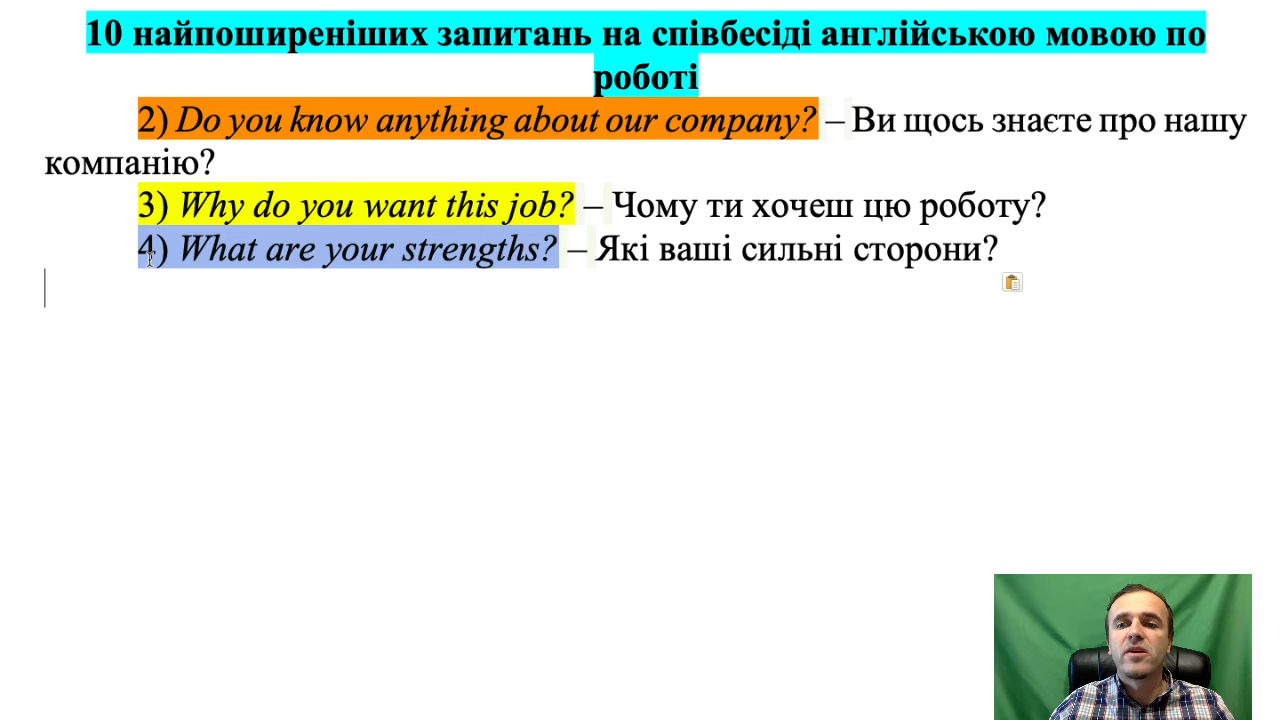 10 найпоширеніших запитань на співбесіді англійською мовою по
роботі
2) Do you know anything about our company? – Ви щось знаєте про нашу
компанію?
3) Why do you want this job? – Чому ти хочеш цю роботу?
4) What are your strengths? – Які ваші сильні сторони?